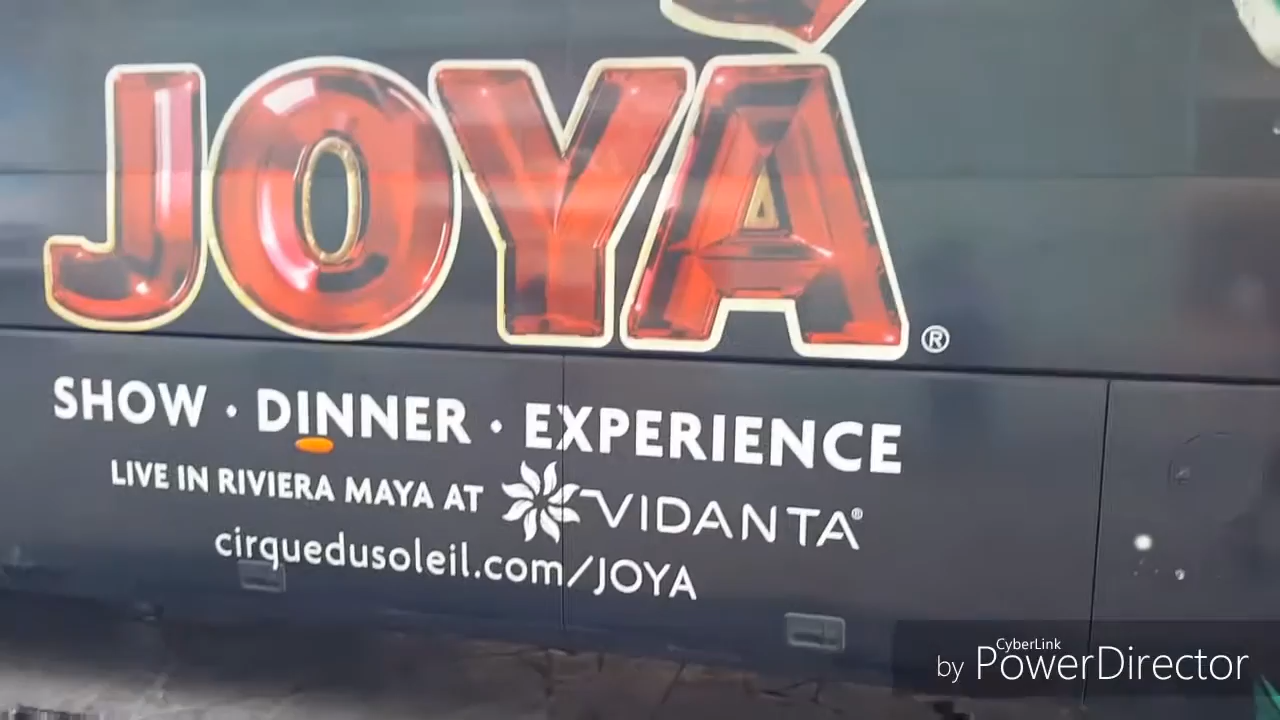 JOYÀ®
SHOW · DINNER · EXPERIENCE
LIVE IN RIVIERA MAYA AT VIDANTA®
cirquedusoleil.com/JOYA
by CyberLink PowerDirector